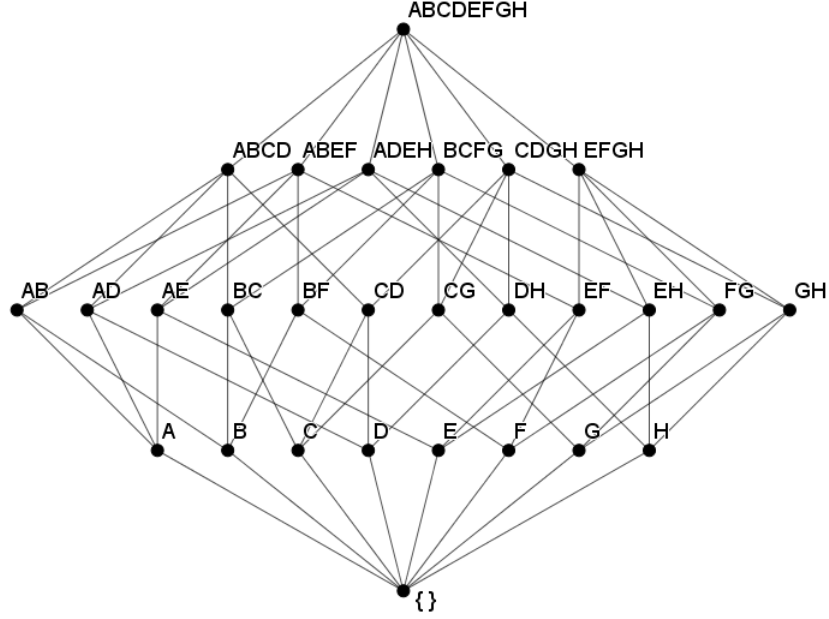 ABCDEFGH
ABCD ABEF ADEH BCFG CDGH EFGH
AB AD AE BC BF CD CG DH EF EH FG GH
A B C D E F G H
{ }